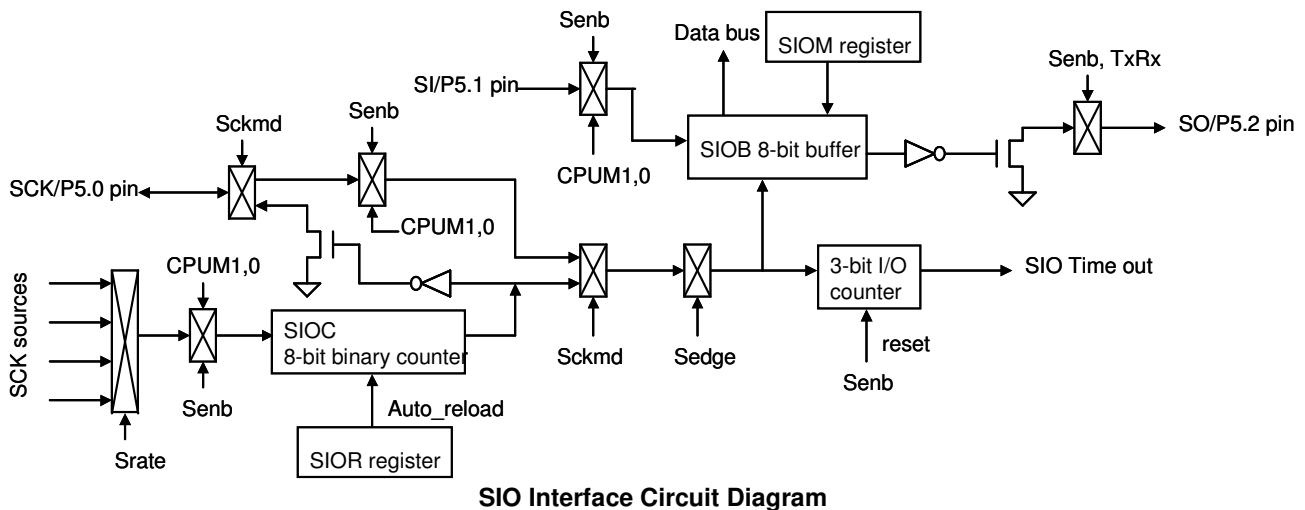 Senb
Data bus
SIOM register
Senb, TxRx
SI/P5.1 pin
SO/P5.2 pin
Senb
Sckmd
SIOB 8-bit buffer
CPUM1,0
SCK/P5.0 pin
CPUM1,0
CPUM1,0
3-bit I/O
counter
SIO Time out
SCK sources
SIOC
8-bit binary counter
Sckmd
Sedge
reset
Senb
Senb
Auto_reload
SIOR register
Srate
SIO Interface Circuit Diagram